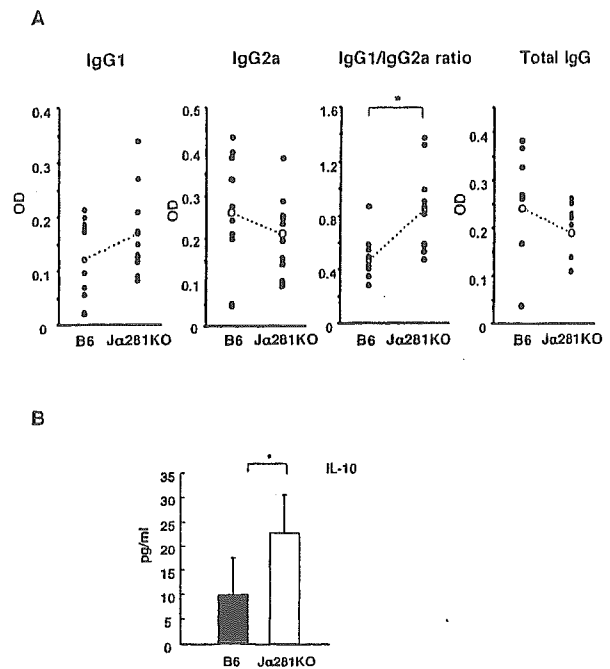 A
IgG1
IgG2a
IgG1/IgG2a ratio
Total IgG
OD
0.4
0.3
0.2
0.1
0
B6 Jα281KO
OD
0.5
0.4
0.3
0.2
0.1
0
B6 Jα281KO
*
1.6
1.2
0.8
0.4
0
B6 Jα281KO
OD
0.4
0.3
0.2
0.1
0
B6 Jα281KO
B
IL-10
*
pg/ml
35
30
25
20
15
10
5
0
B6 Jα281KO